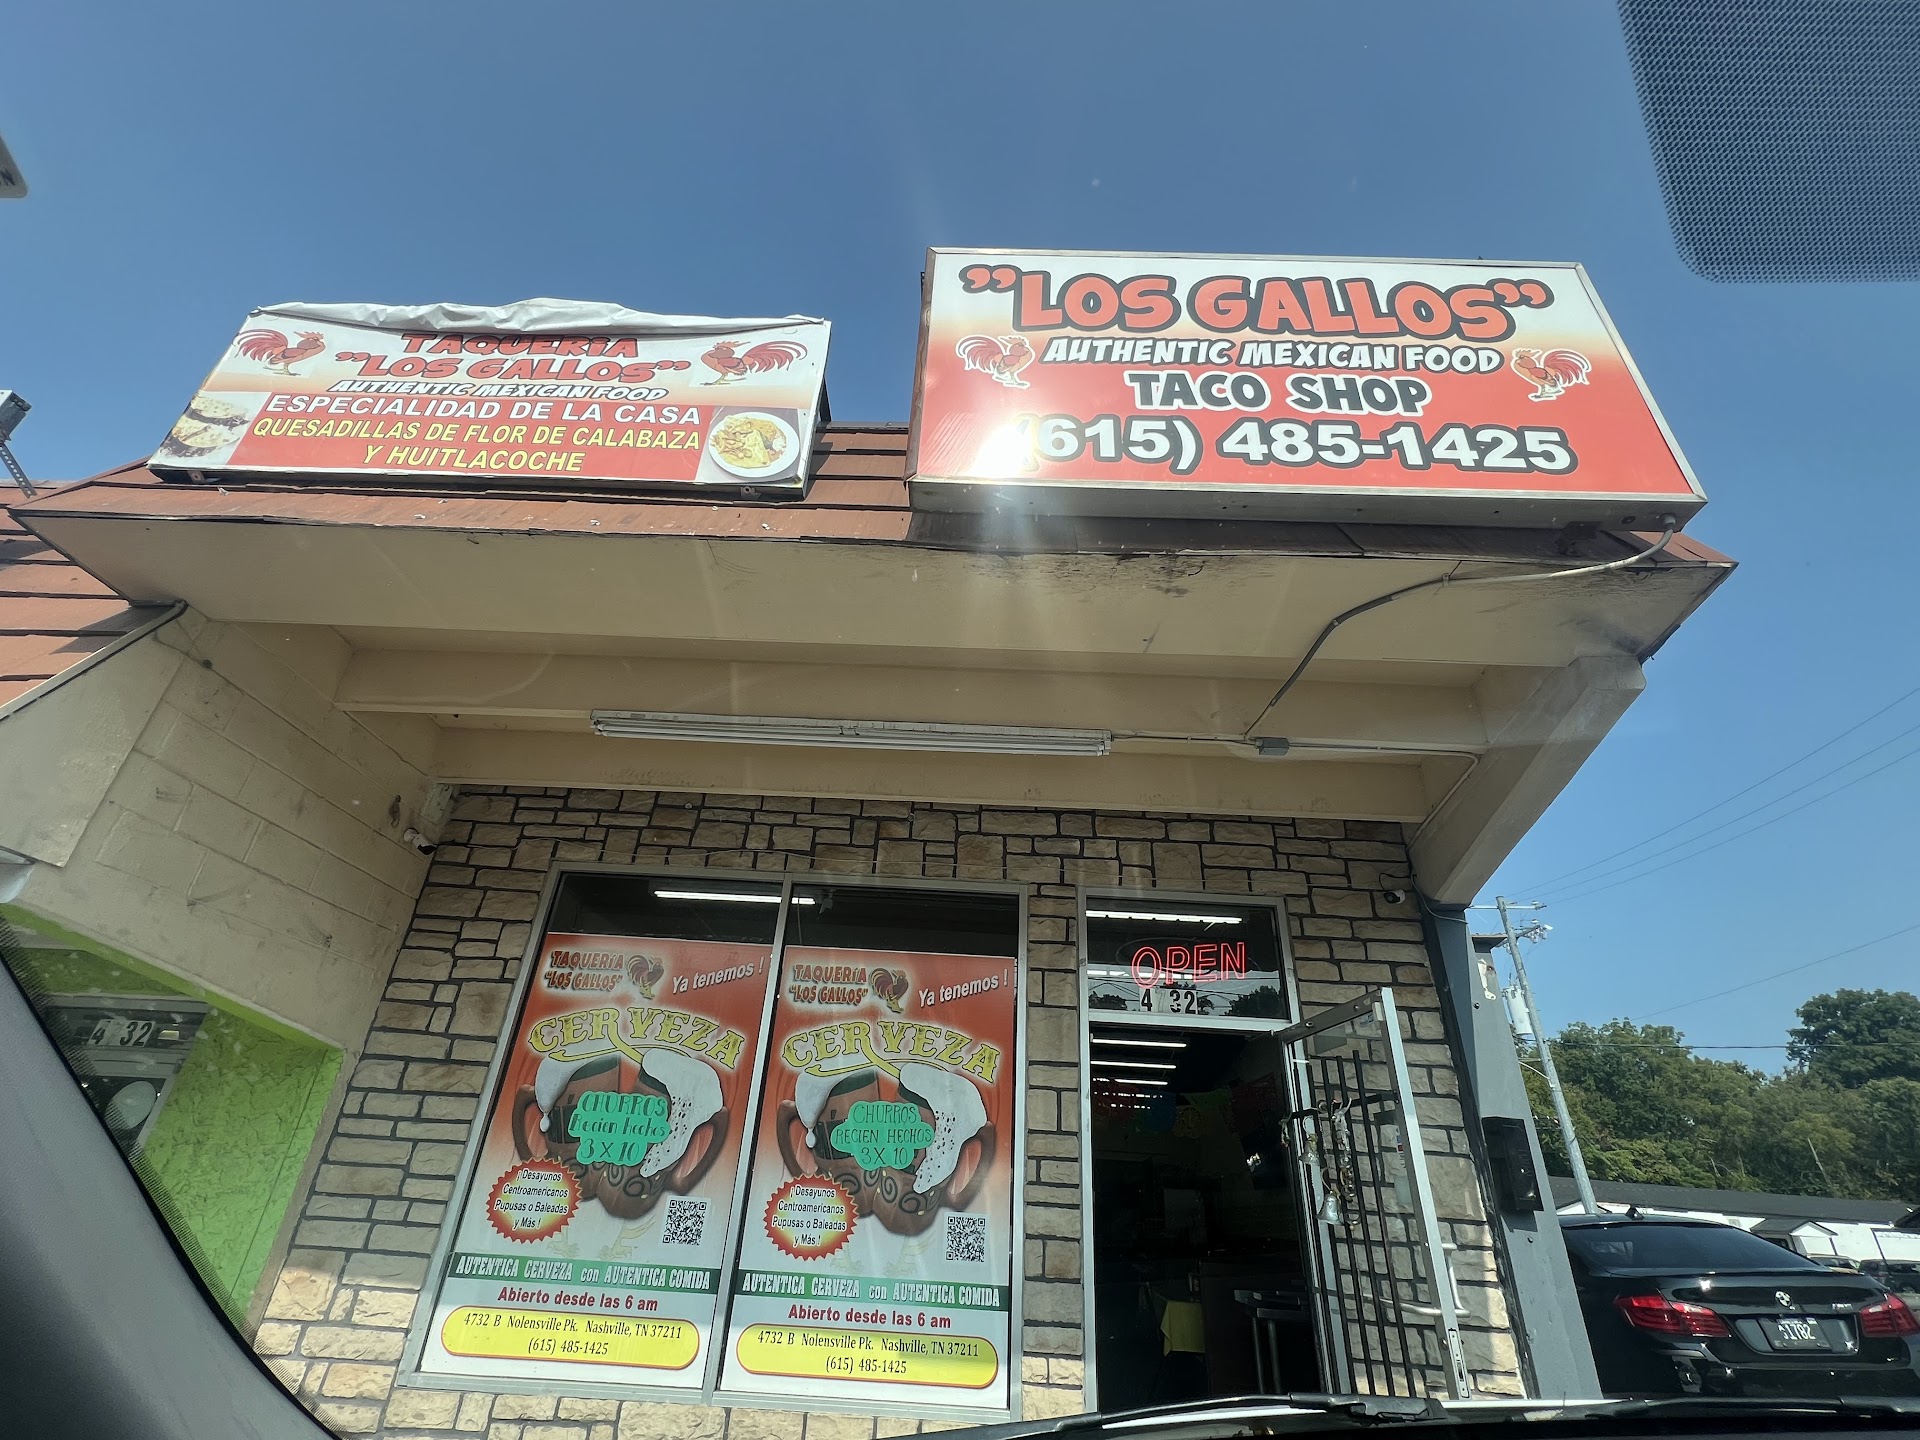 TAQUERIA
"LOS GALLOS"
AUTHENTIC MEXICAN FOOD
ESPECIALIDAD DE LA CASA
QUESADILLAS DE FLOR DE CALABAZA
Y HUITLACOCHE
"LOS GALLOS"
AUTHENTIC MEXICAN FOOD
TACO SHOP
(615) 485-1425
TAQUERIA
"LOS GALLOS"
Ya tenemos !
CERVEZA
CHURROS
Recien Hechos
3 X 10
¡ Desayunos
Centroamericanos
Pupusas o Baleadas
y Más !
AUTENTICA CERVEZA con AUTENTICA COMIDA
Abierto desde las 6 am
4732 B Nolensville Pk. Nashville, TN 37211
(615) 485-1425
TAQUERIA
"LOS GALLOS"
Ya tenemos !
CERVEZA
CHURROS
RECIEN HECHOS
3 X 10
¡ Desayunos
Centroamericanos
Pupusas o Baleadas
y Más !
AUTENTICA CERVEZA con AUTENTICA COMIDA
Abierto desde las 6 am
4732 B Nolensville Pk. Nashville, TN 37211
(615) 485-1425
OPEN
4 32
4 32